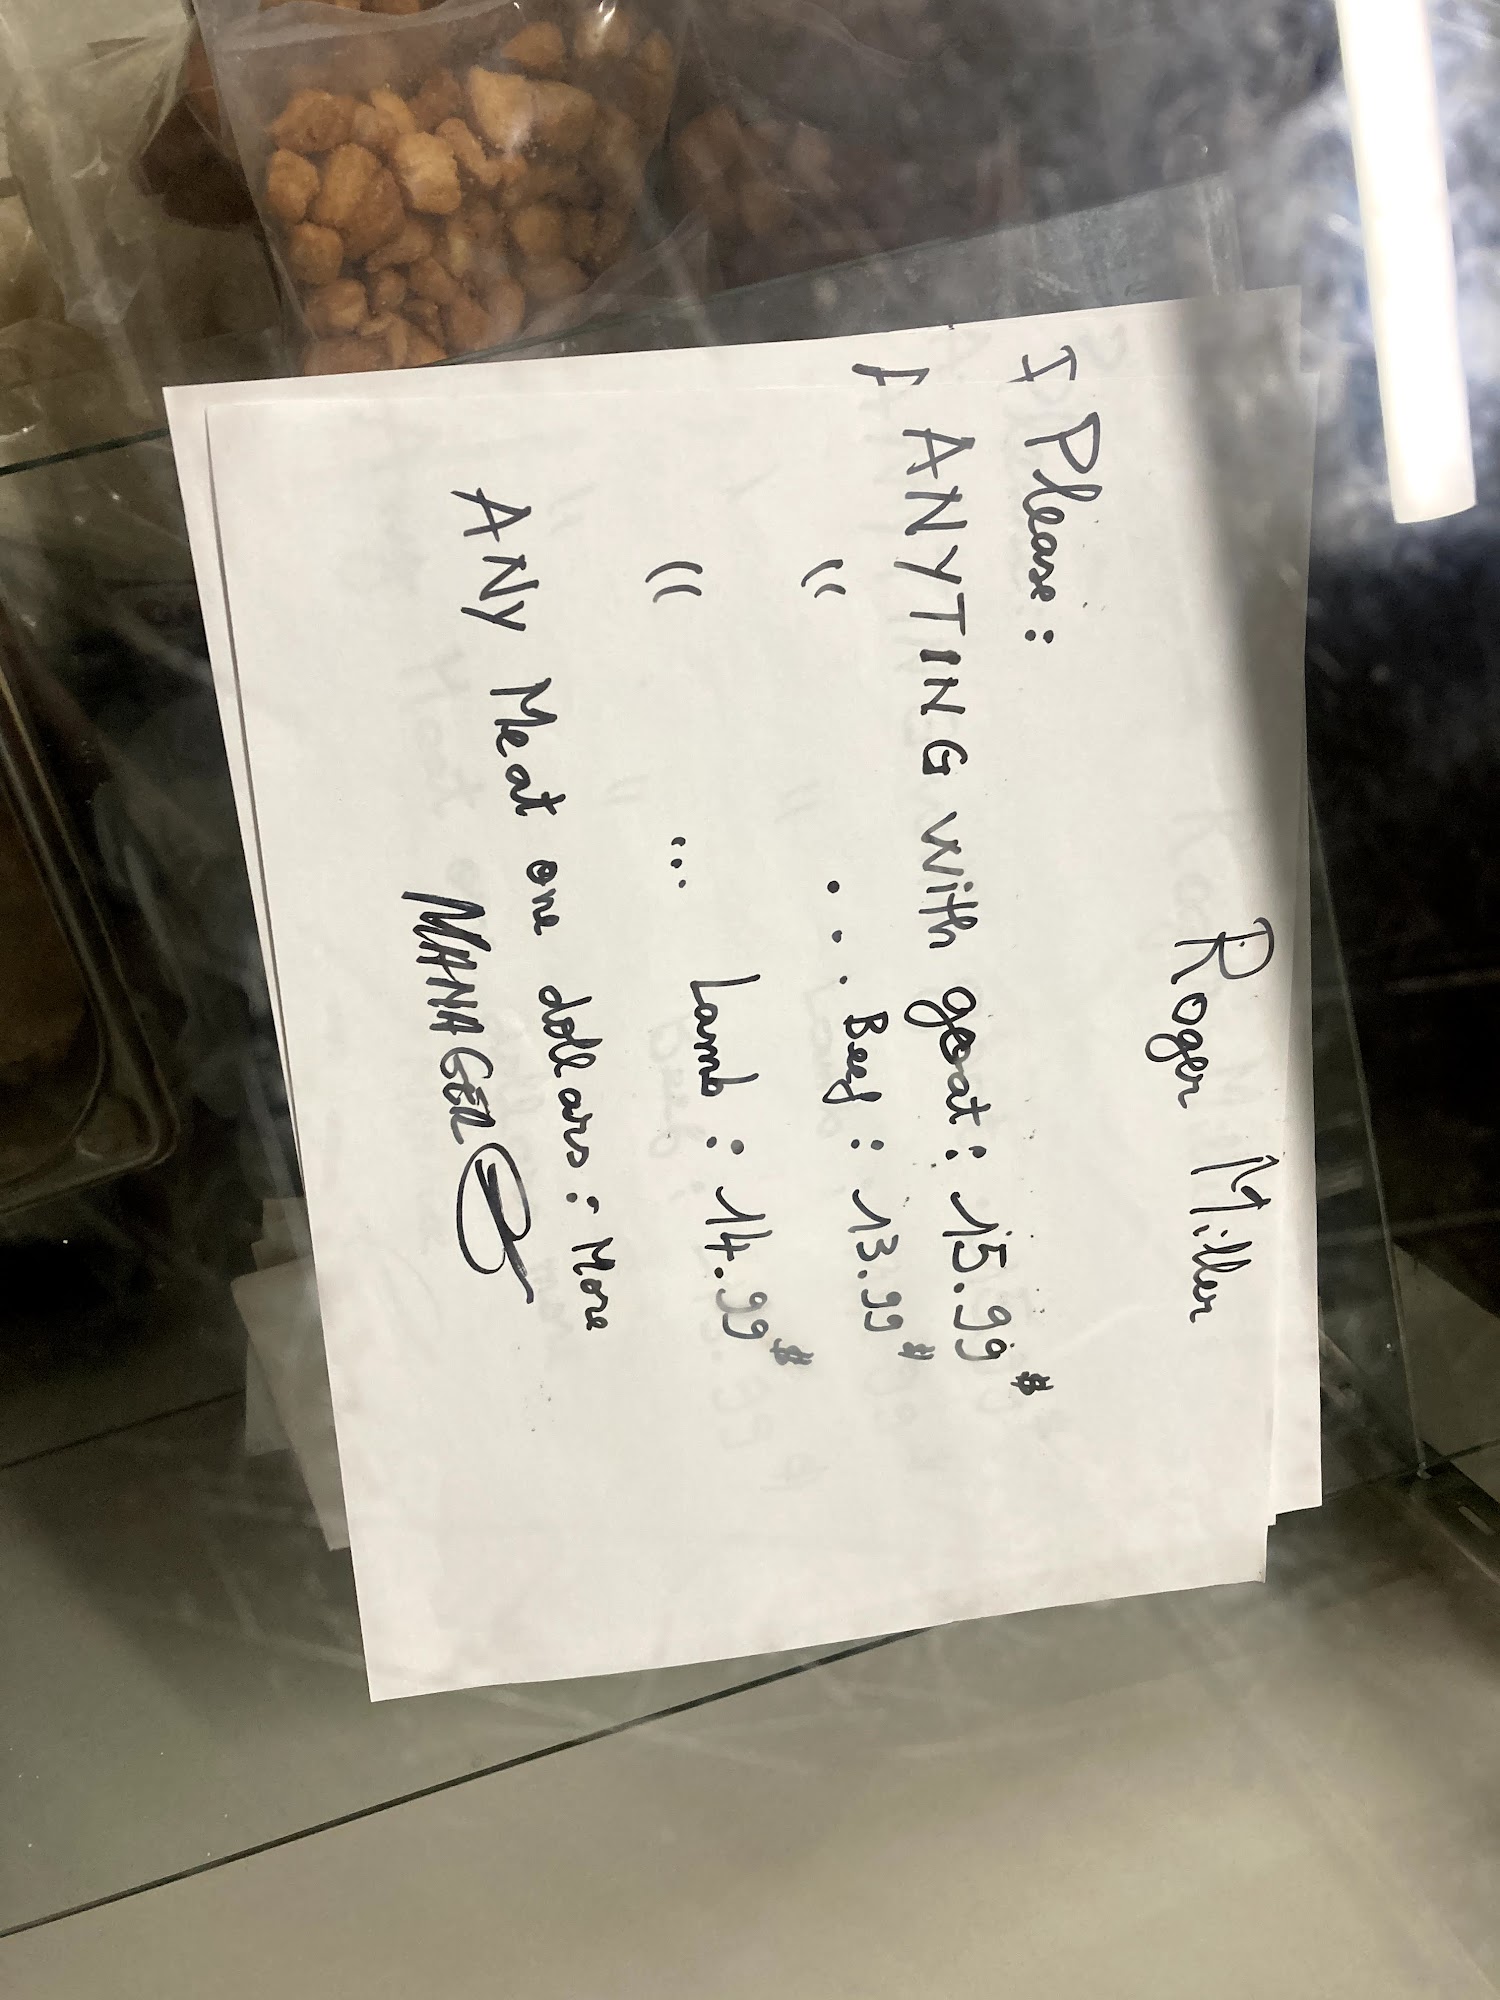 Roger Miller
Please:
ANYTING with goat: 15.99$
" ... Beef: 13.99$
" ... Lamb: 14.99$
ANY Meat one dollars: More
MANAGER